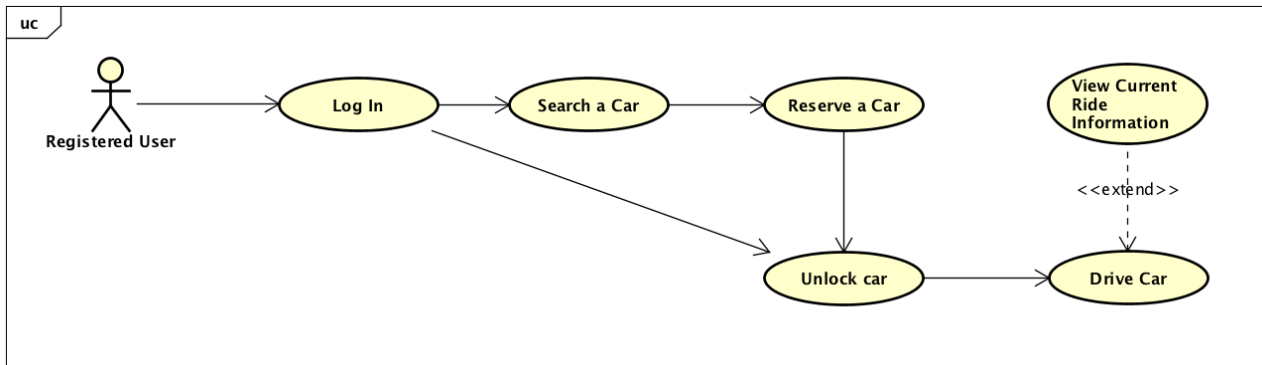 uc
Registered User
Log In
Search a Car
Reserve a Car
View Current
Ride
Information
<<extend>>
Unlock car
Drive Car